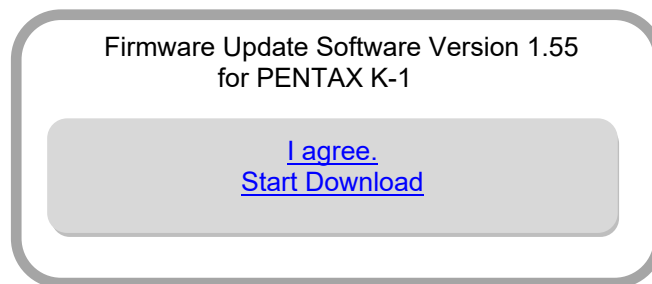 Firmware Update Software Version 1.55
for PENTAX K-1
I agree.
Start Download